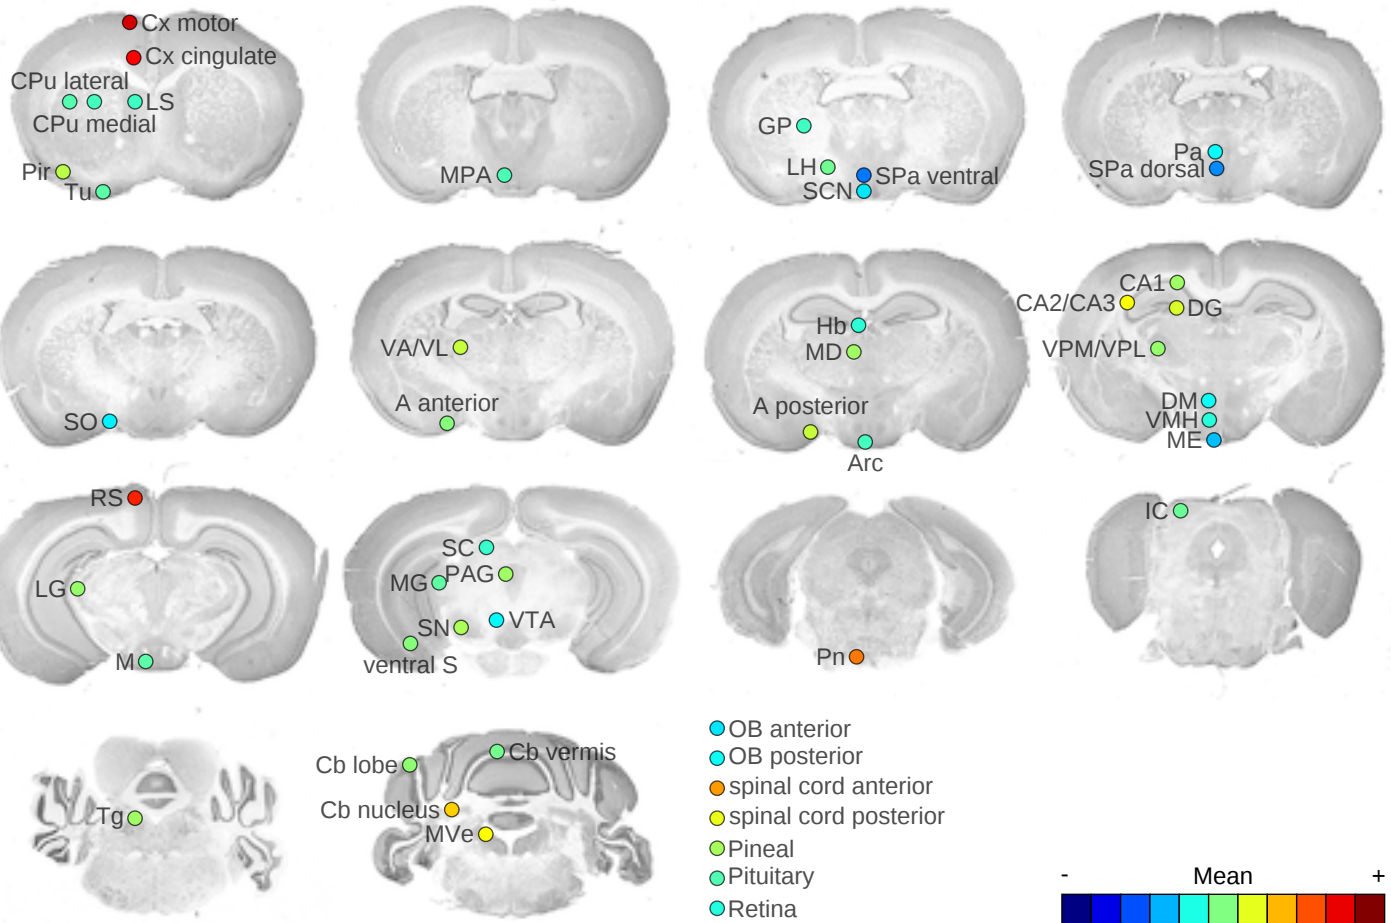 Cx motor
Cx cingulate
CPu lateral
LS
CPu medial
Pir
Tu
MPA
GP
LH
SPa ventral
SCN
Pa
SPa dorsal
SO
VA/VL
A anterior
Hb
MD
A posterior
Arc
CA1
CA2/CA3
DG
VPM/VPL
DM
VMH
ME
RS
LG
M
SC
MG
PAG
SN
VTA
ventral S
Pn
IC
Tg
Cb lobe
Cb vermis
Cb nucleus
MVe
OB anterior
OB posterior
spinal cord anterior
spinal cord posterior
Pineal
Pituitary
Retina
- Mean +